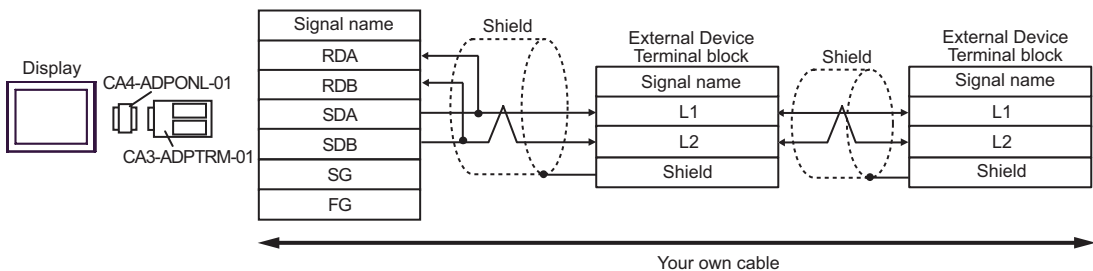 Display
CA4-ADPONL-01
CA3-ADPTRM-01
Signal name
RDA
RDB
SDA
SDB
SG
FG
Shield
External Device
Terminal block
Signal name
L1
L2
Shield
Shield
External Device
Terminal block
Signal name
L1
L2
Shield
Your own cable